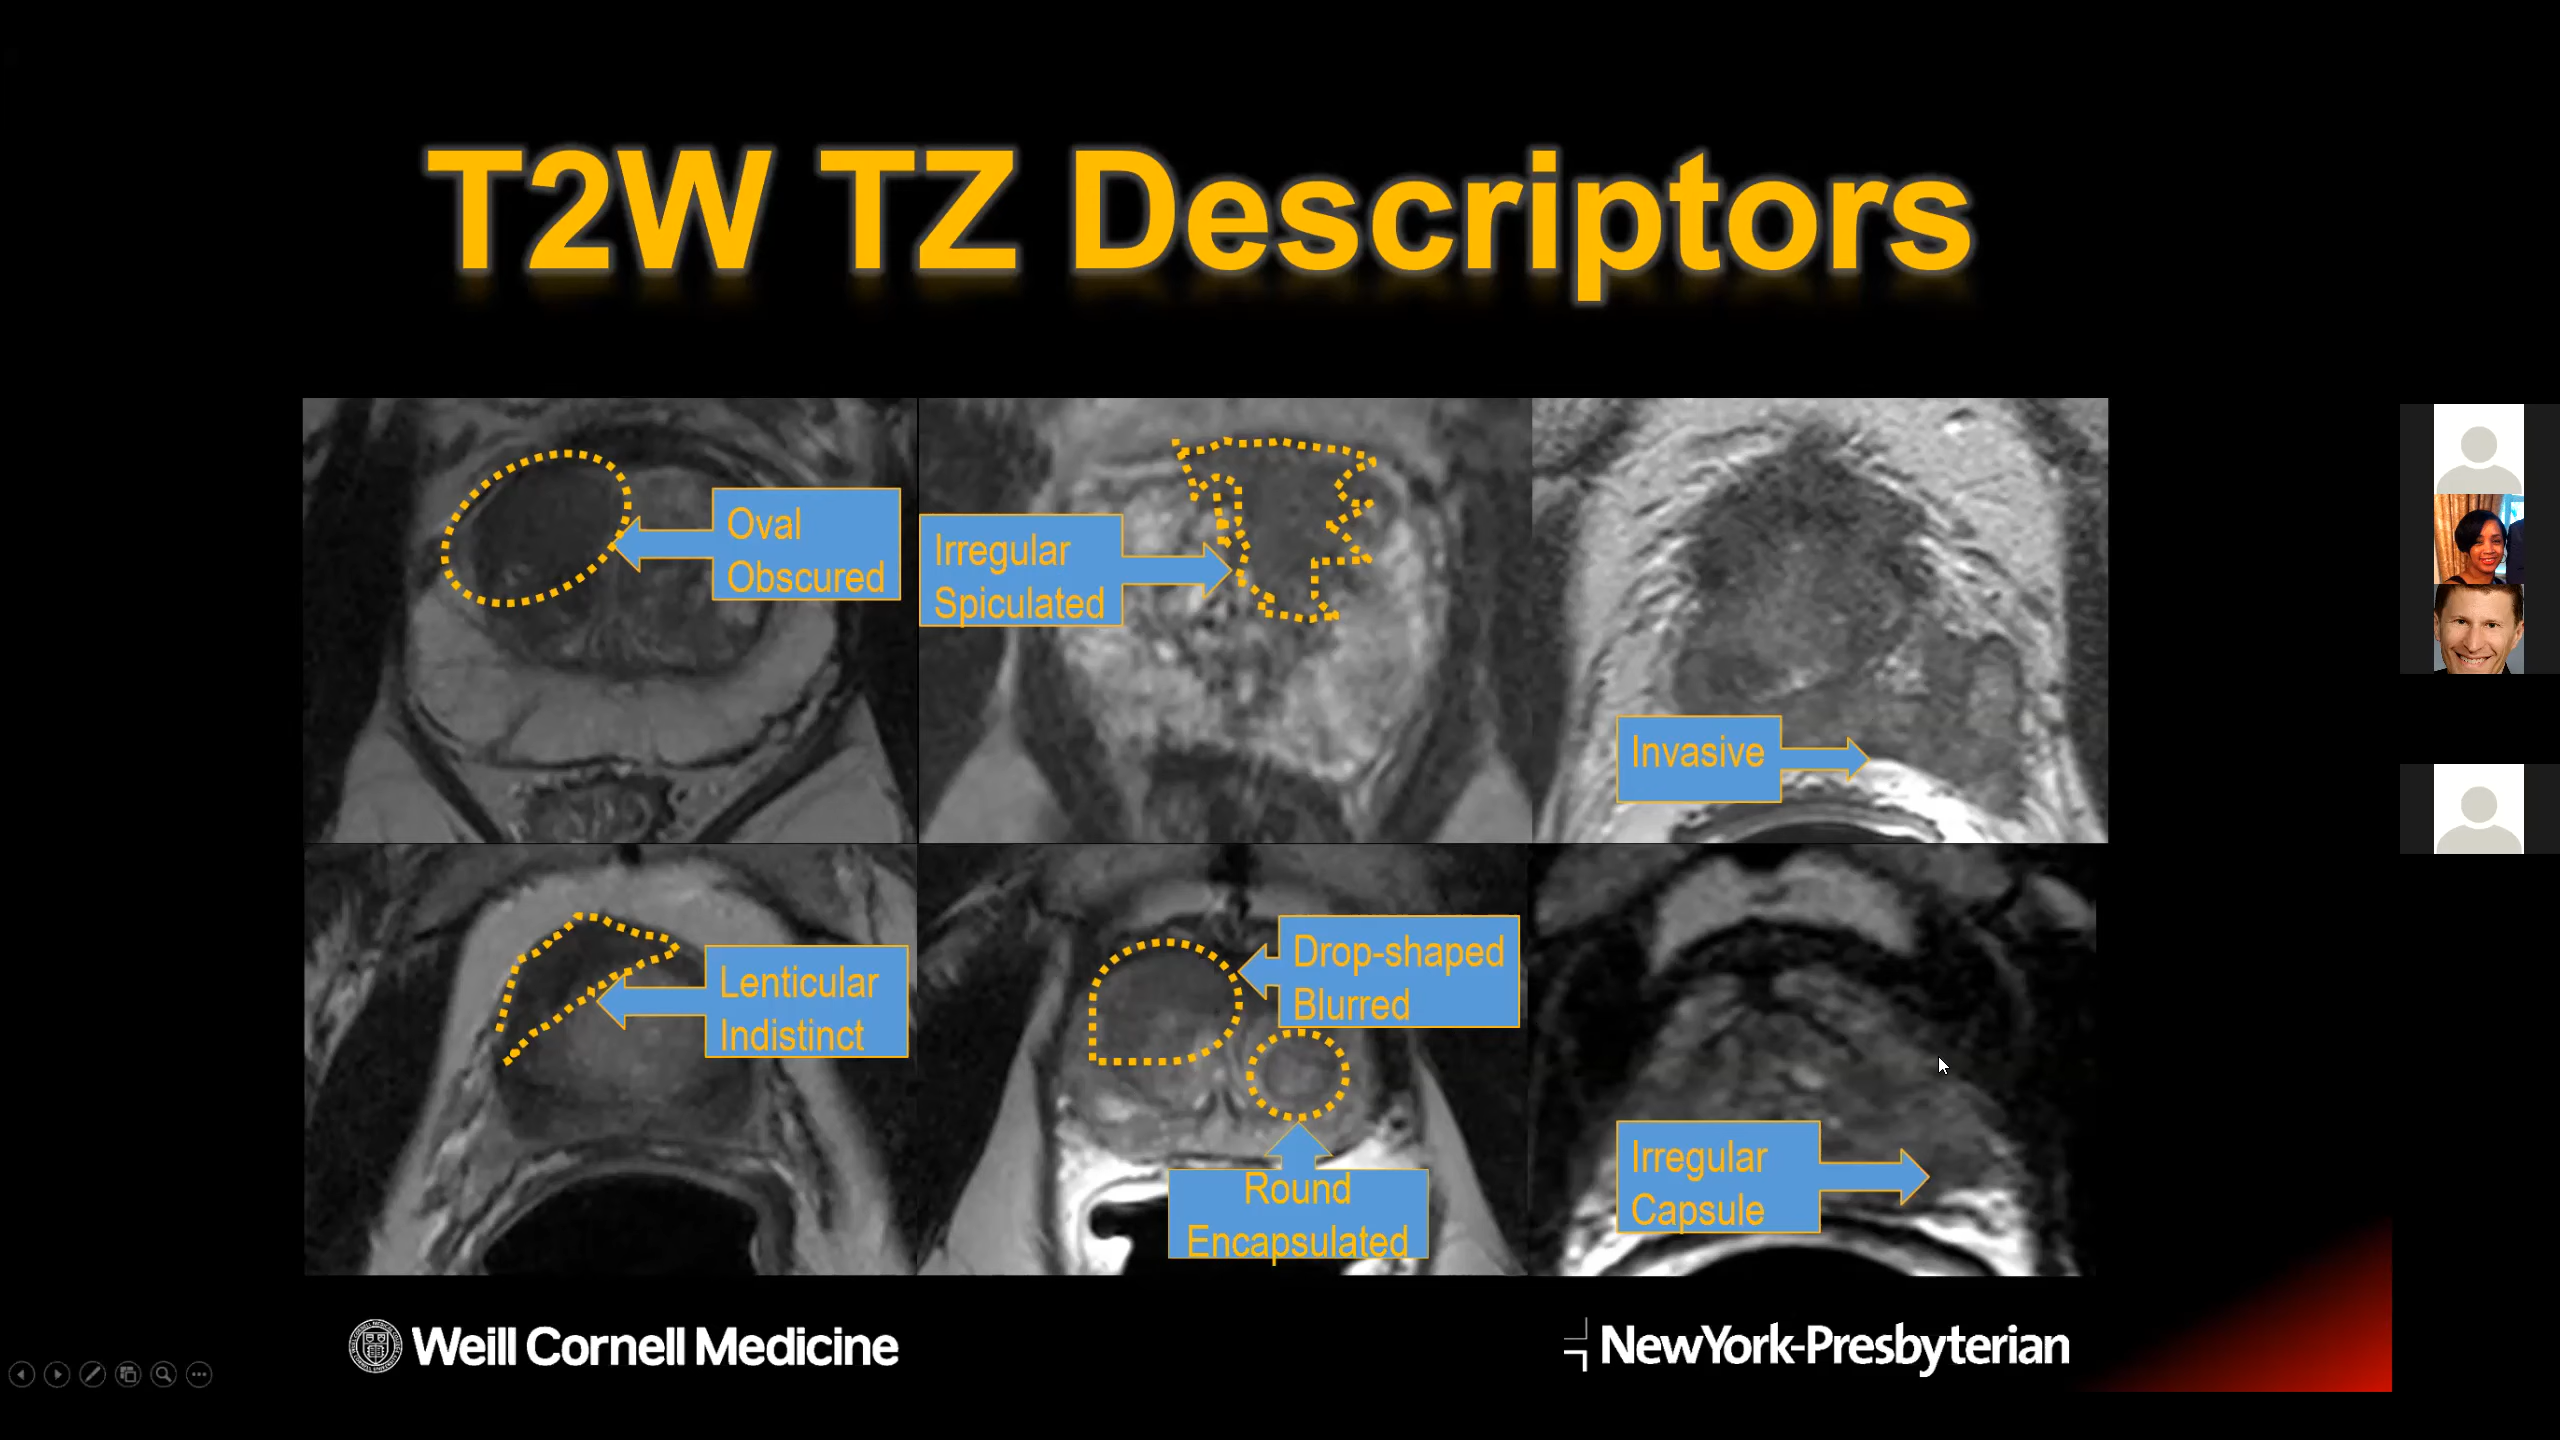 T2W TZ Descriptors
Oval
Obscured
Irregular
Spiculated
Invasive
Lenticular
Indistinct
Drop-shaped
Blurred
Round
Encapsulated
Irregular
Capsule
Weill Cornell Medicine
NewYork-Presbyterian